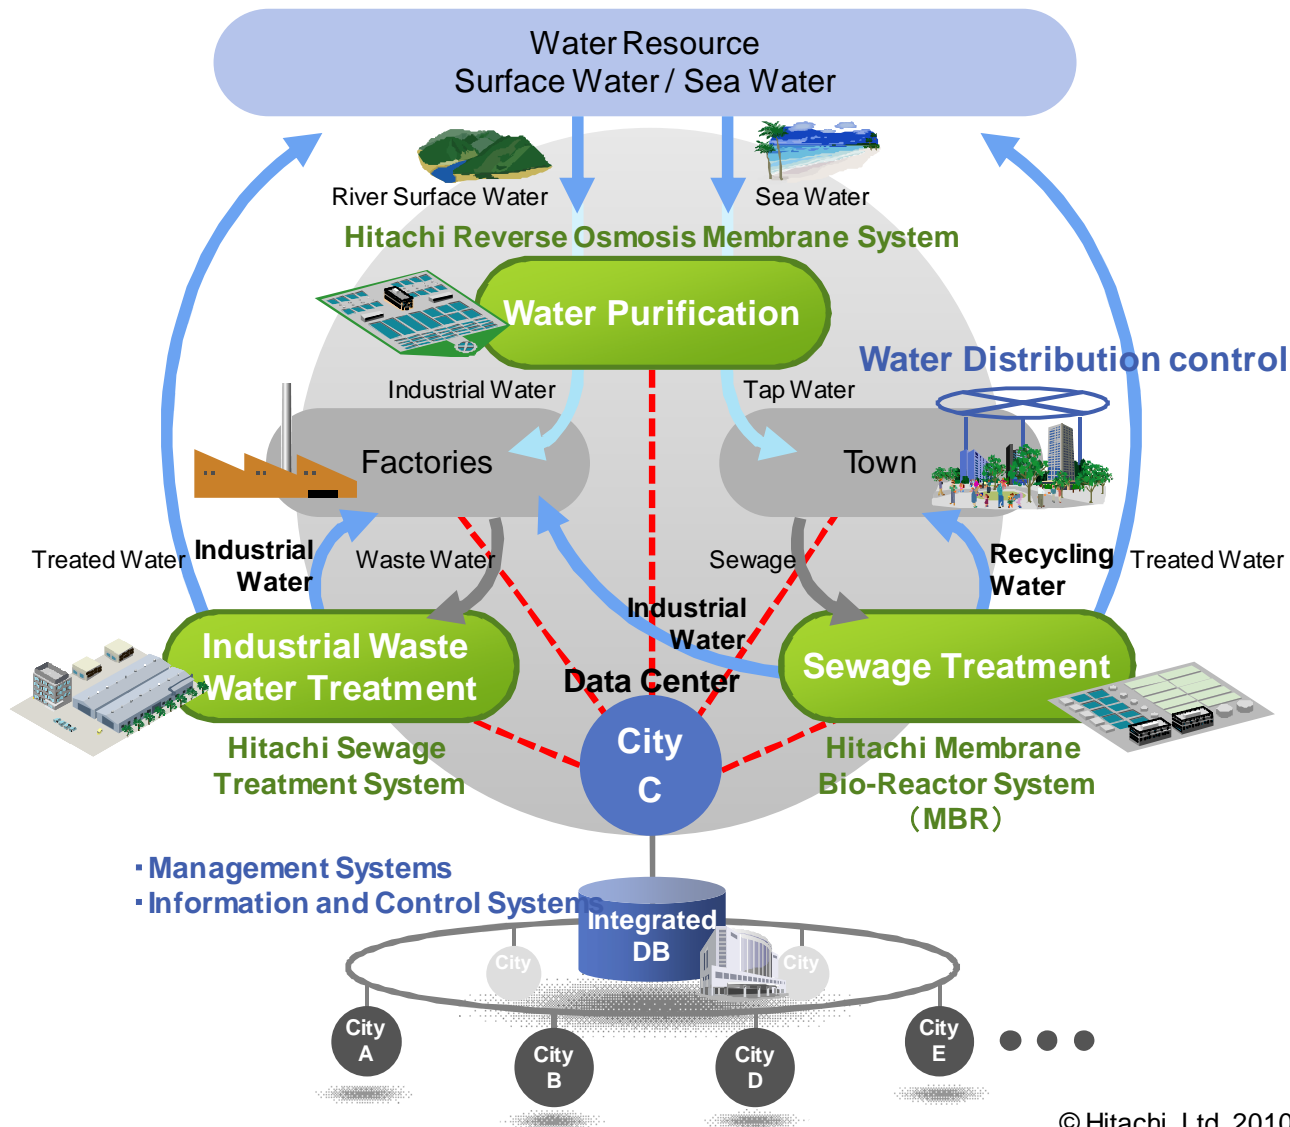 Water Resource
Surface Water / Sea Water
River Surface Water
Sea Water
Hitachi Reverse Osmosis Membrane System
Water Purification
Water Distribution control
Industrial Water
Tap Water
Factories
Town
Treated Water
Industrial
Water
Waste Water
Sewage
Recycling
Water
Treated Water
Industrial
Water
Industrial Waste
Water Treatment
Sewage Treatment
Data Center
City
C
Hitachi Sewage
Treatment System
Hitachi Membrane
Bio-Reactor System
（MBR）
・Management Systems
・Information and Control Systems
Integrated
DB
City
City
City
A
City
B
City
D
City
E
© Hitachi, Ltd. 2010